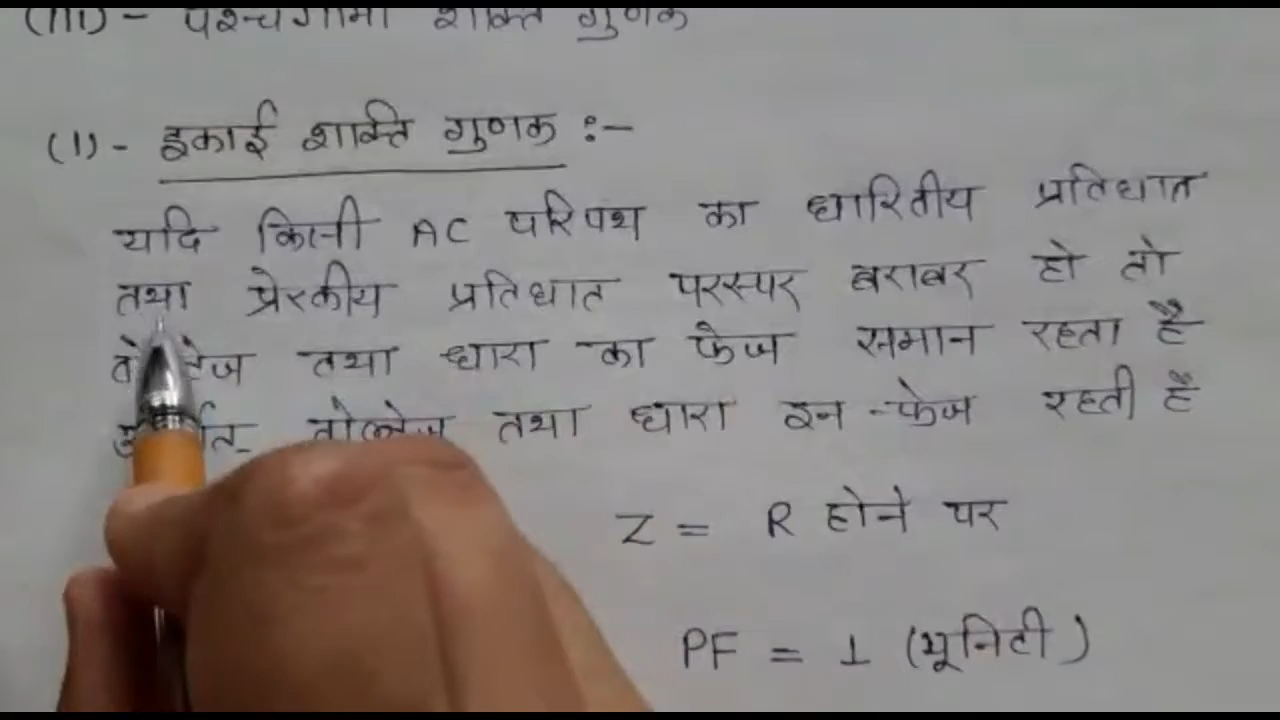 (III) - पश्चगामी शक्ति गुणक
(I) - इकाई शक्ति गुणक :-
यदि किसी AC परिपथ का धारितीय प्रतिघात
तथा प्रेरकीय प्रतिघात परस्पर बराबर हो तो
तथा धारा का फेज समान रहता है
वोल्टेज तथा धारा इन-फेज रहती है
Z = R होने पर
PF = 1 (यूनिटी)